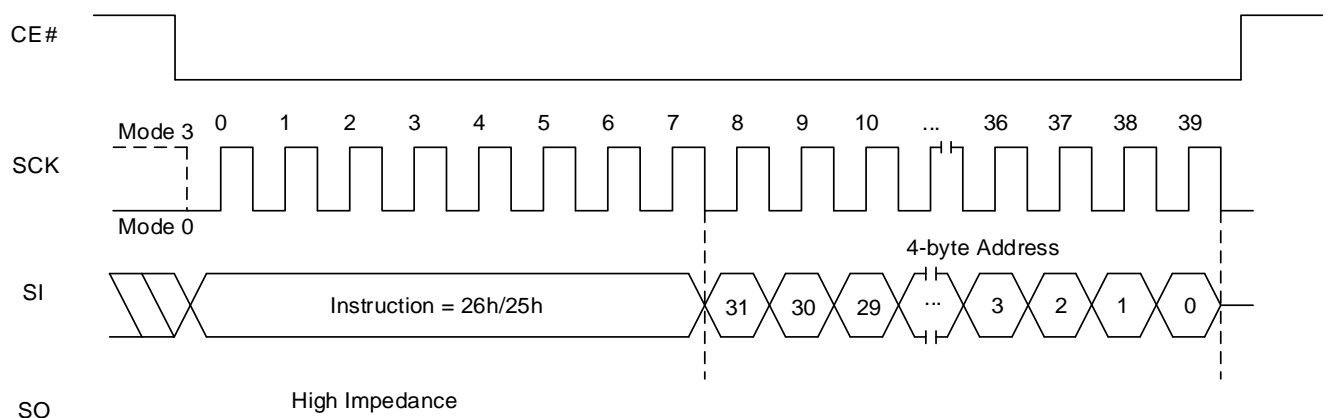 CE#
Mode 3 0 1 2 3 4 5 6 7 8 9 10 ... 36 37 38 39
SCK
Mode 0
4-byte Address
SI Instruction = 26h/25h 31 30 29 ... 3 2 1 0
High Impedance
SO